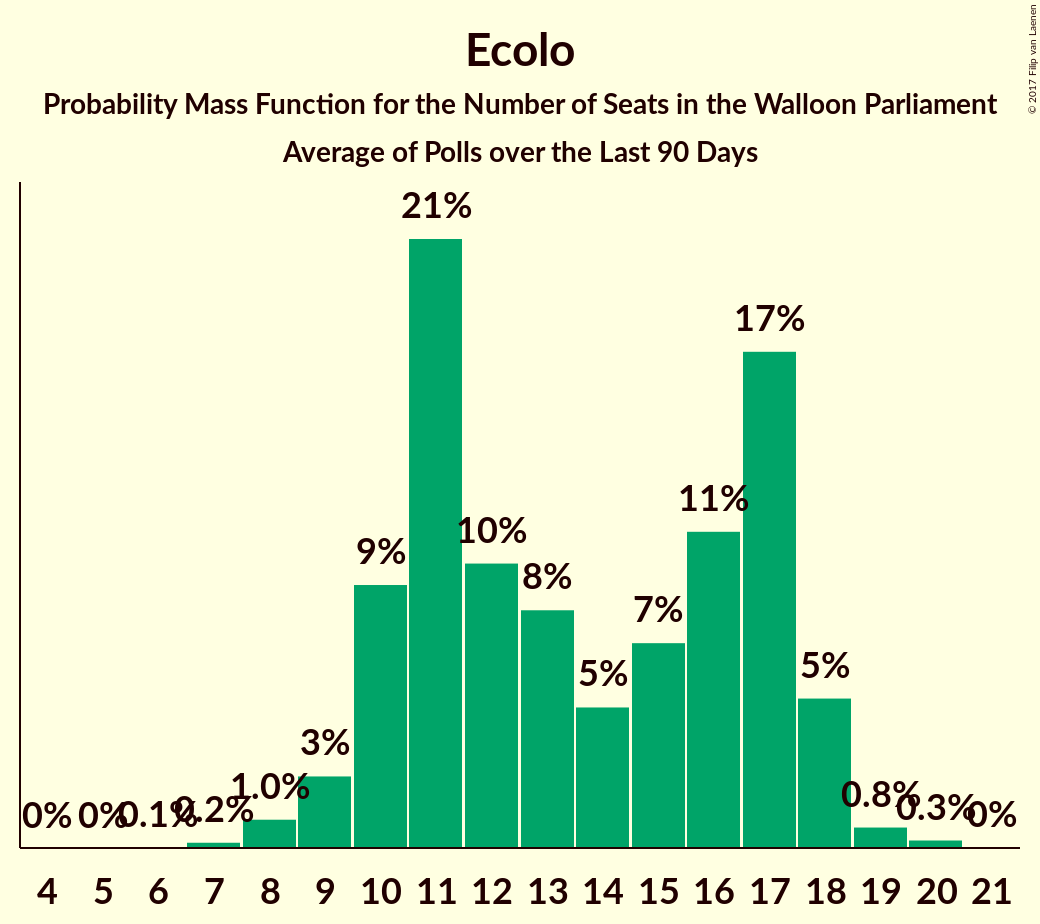 Ecolo
Probability Mass Function for the Number of Seats in the Walloon Parliament
Average of Polls over the Last 90 Days
© 2017 Filip van Laenen
0% 0% 0.1% 0.2% 1.0% 3% 9% 21% 10% 8% 5% 7% 11% 17% 5% 0.8% 0.3% 0%
4 5 6 7 8 9 10 11 12 13 14 15 16 17 18 19 20 21